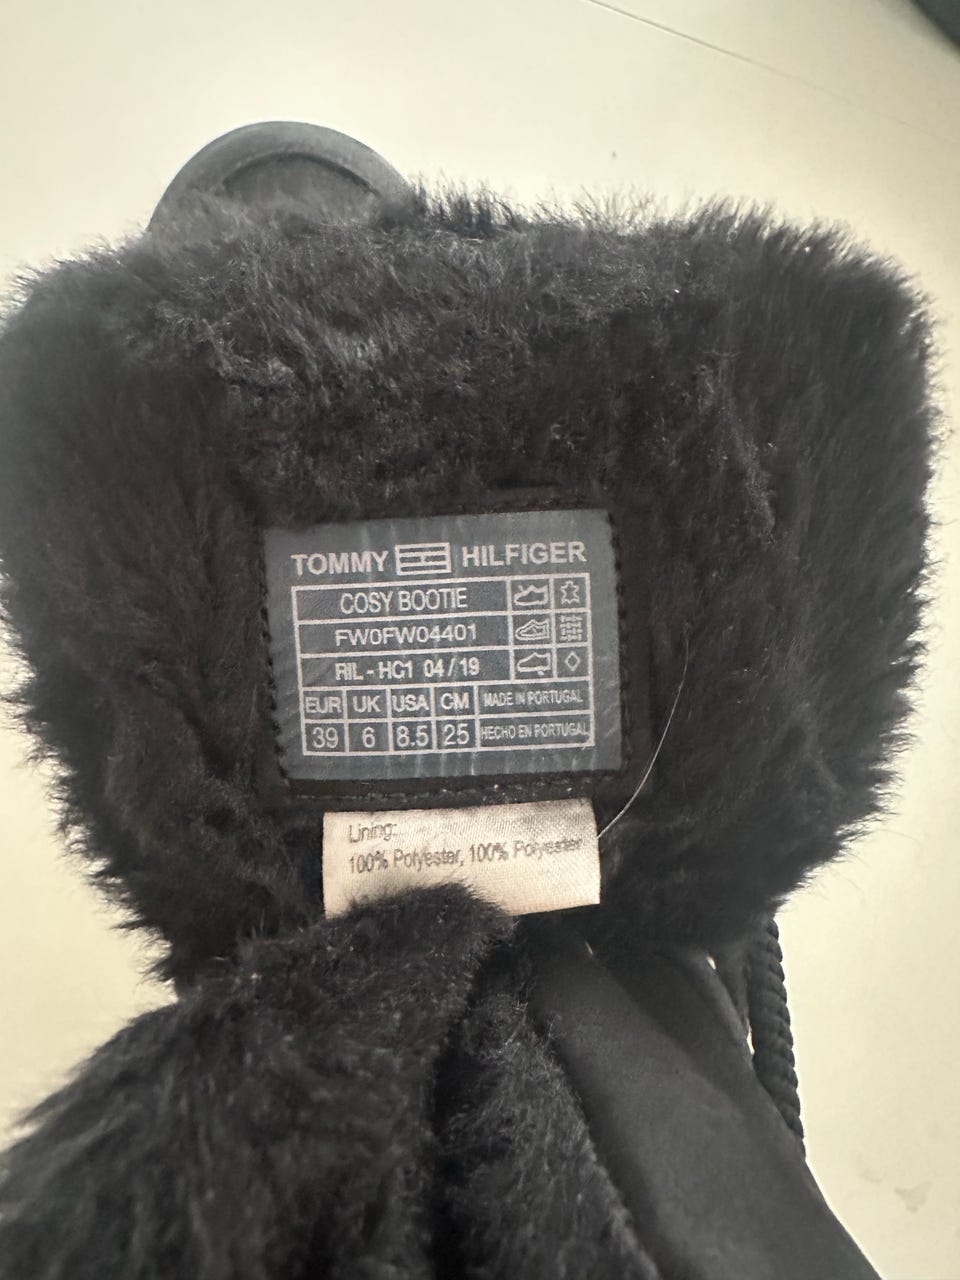 TOMMY HILFIGER
COSY BOOTIE
FW0FW04401
RIL - HC1 04/19
EUR UK USA CM MADE IN PORTUGAL
39 6 8.5 25 HECHO EN PORTUGAL
Lining:
100% Polyester, 100% Polyester